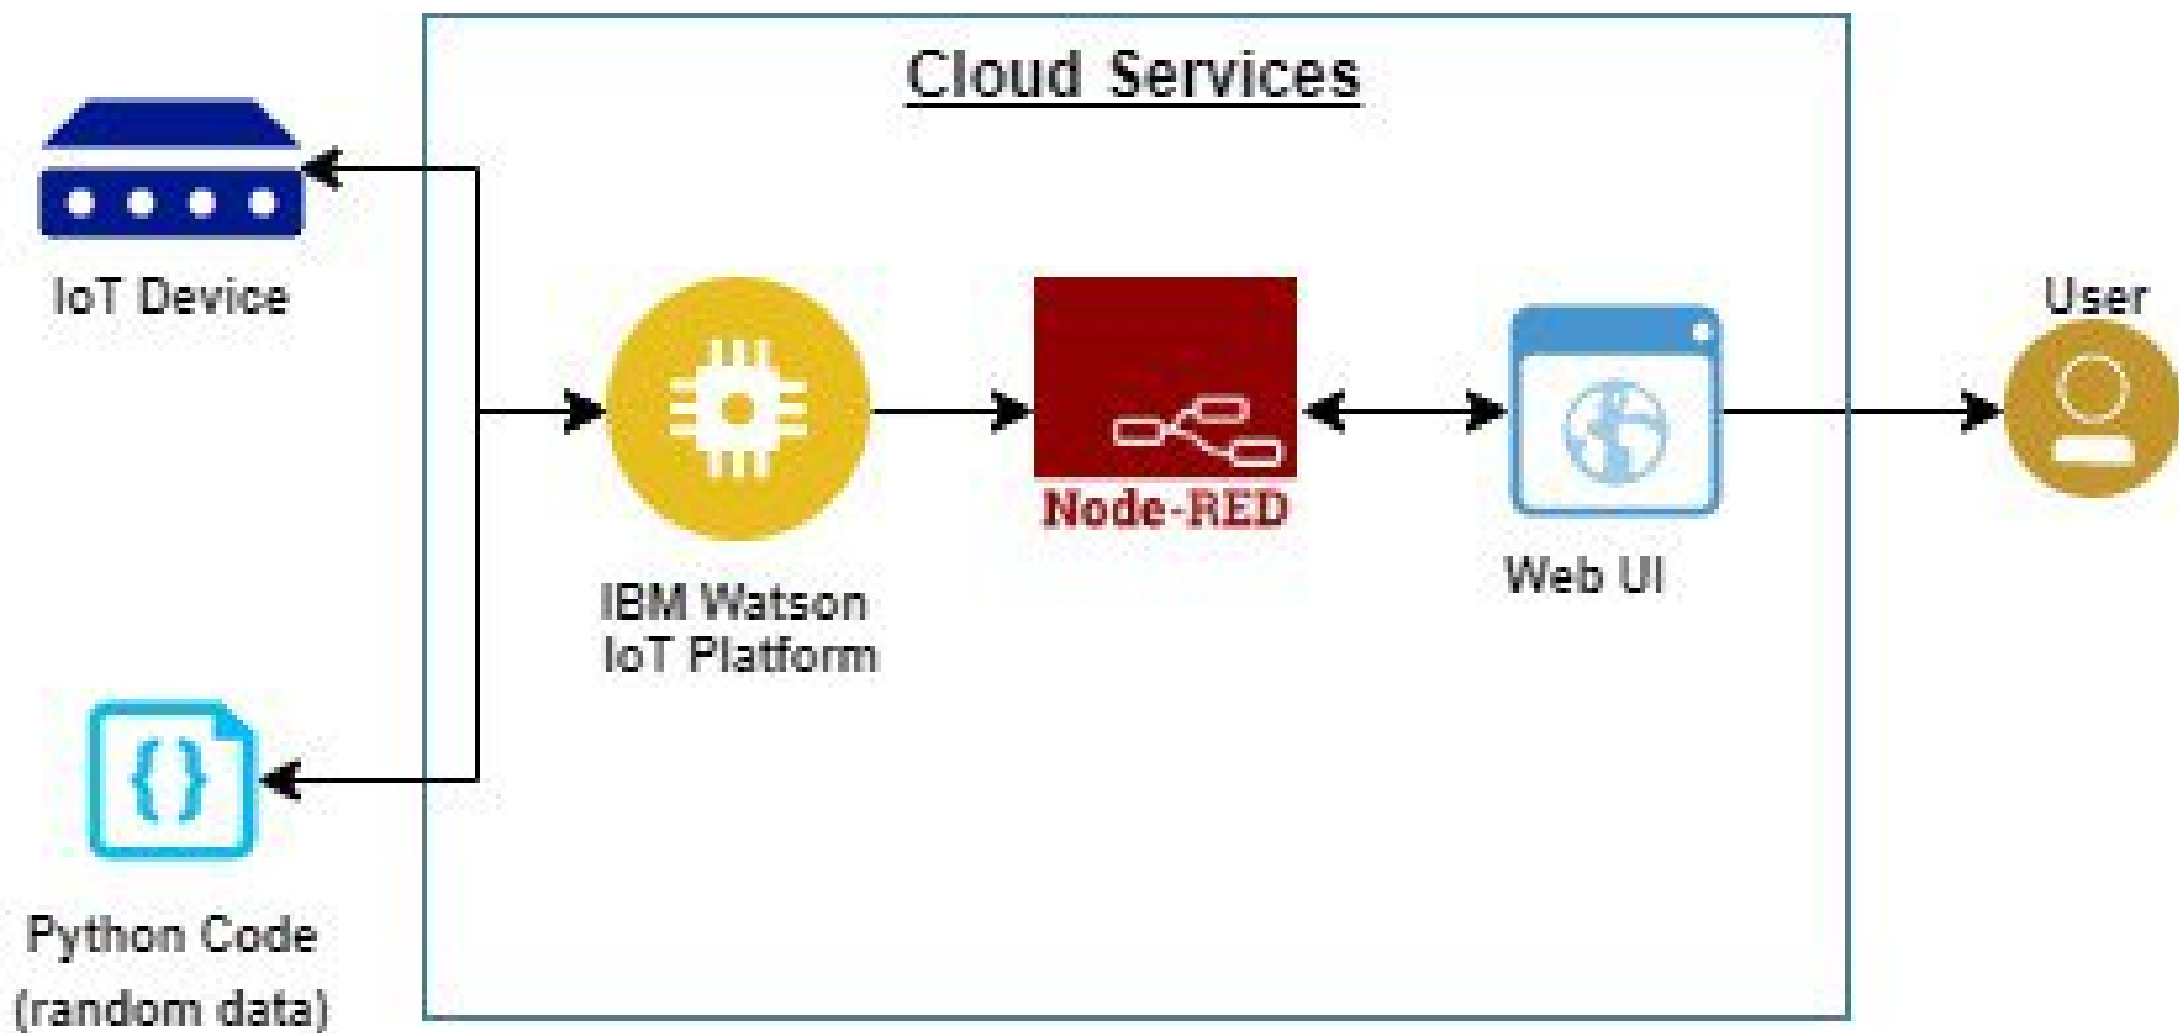 Cloud Services
IoT Device
User
Node-RED
Web UI
IBM Watson
IoT Platform
Python Code
(random data)